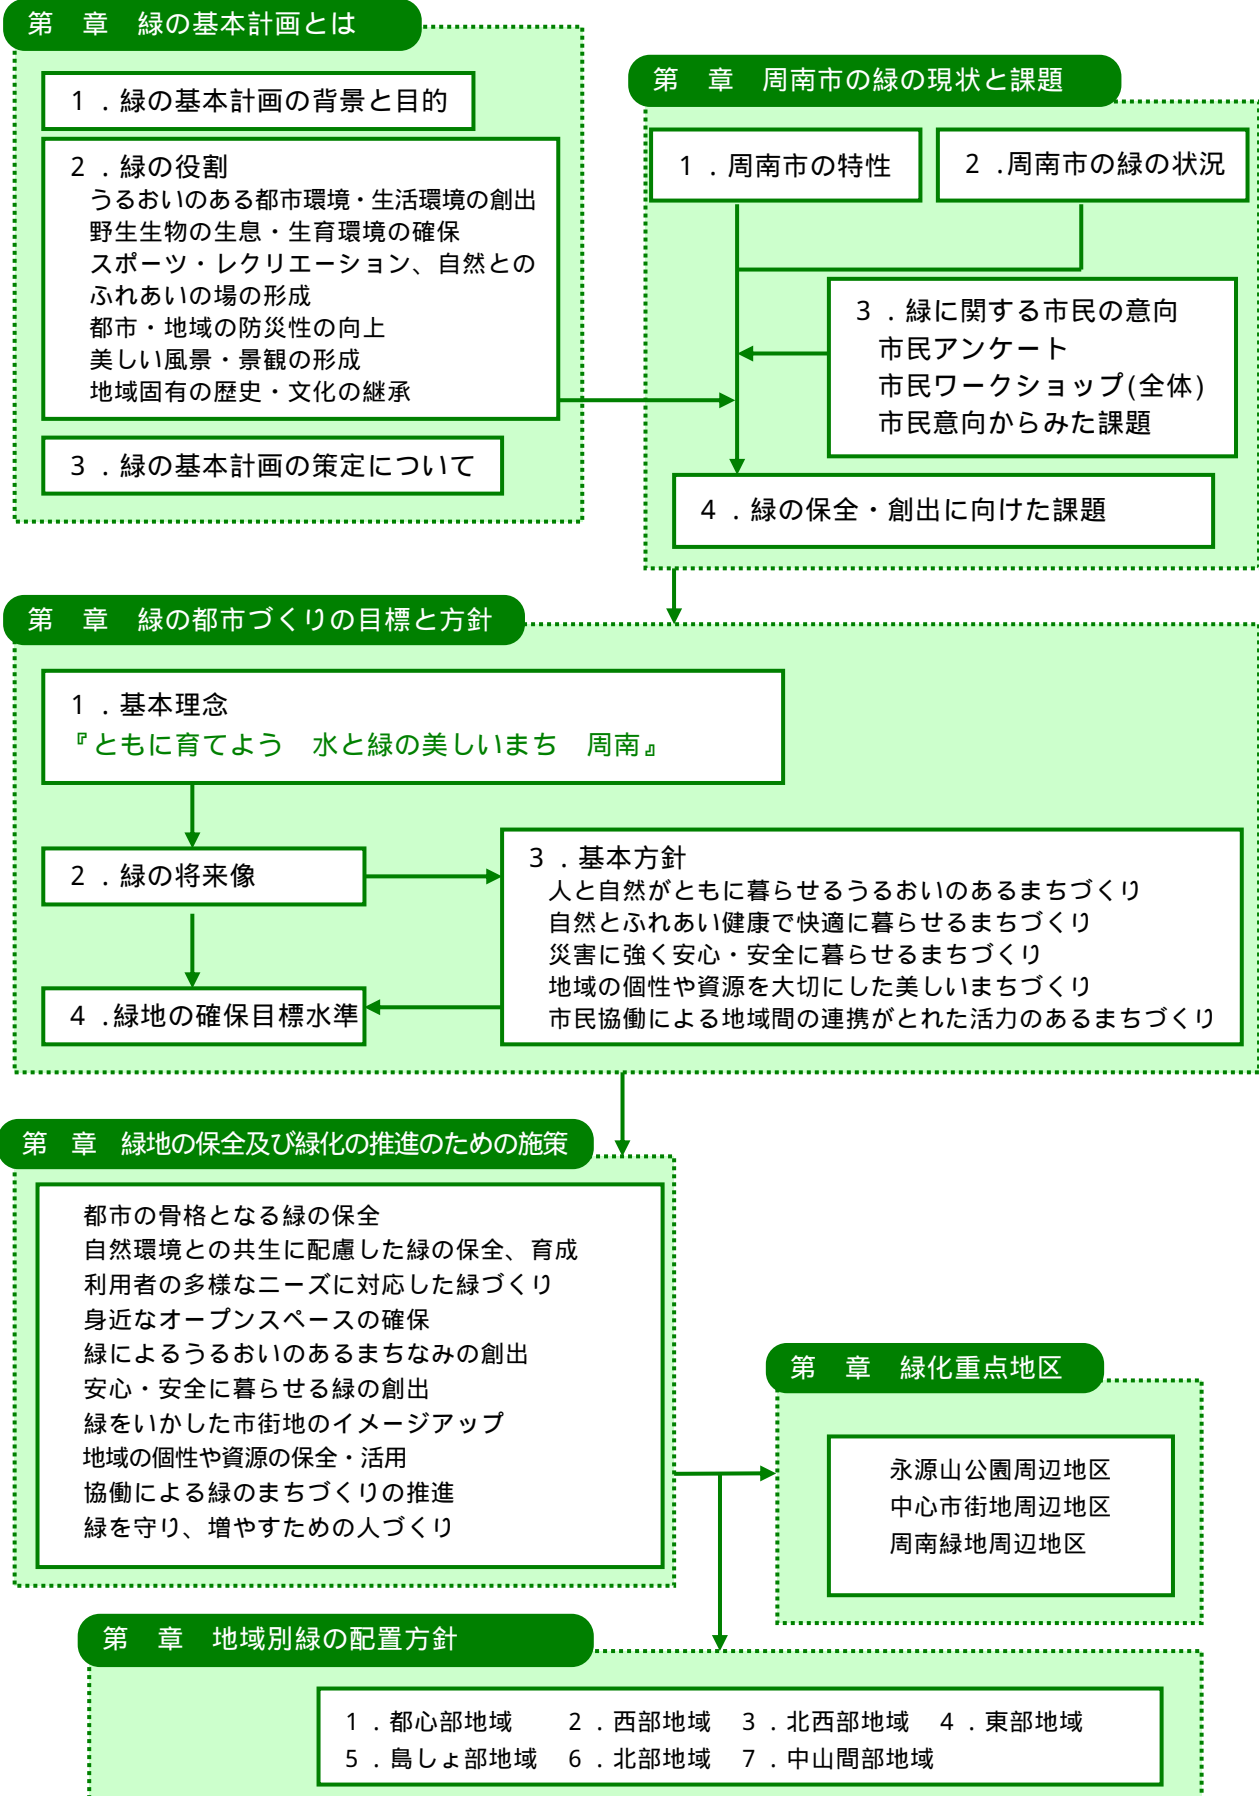 第　章　緑の基本計画とは
1．緑の基本計画の背景と目的
2．緑の役割
うるおいのある都市環境・生活環境の創出
野生生物の生息・生育環境の確保
スポーツ・レクリエーション、自然との
ふれあいの場の形成
都市・地域の防災性の向上
美しい風景・景観の形成
地域固有の歴史・文化の継承
3．緑の基本計画の策定について
第　章　周南市の緑の現状と課題
1．周南市の特性
2．周南市の緑の状況
3．緑に関する市民の意向
市民アンケート
市民ワークショップ(全体)
市民意向からみた課題
4．緑の保全・創出に向けた課題
第　章　緑の都市づくりの目標と方針
1．基本理念
『ともに育てよう　水と緑の美しいまち　周南』
2．緑の将来像
3．基本方針
人と自然がともに暮らせるうるおいのあるまちづくり
自然とふれあい健康で快適に暮らせるまちづくり
災害に強く安心・安全に暮らせるまちづくり
地域の個性や資源を大切にした美しいまちづくり
市民協働による地域間の連携がとれた活力のあるまちづくり
4．緑地の確保目標水準
第　章　緑地の保全及び緑化の推進のための施策
都市の骨格となる緑の保全
自然環境との共生に配慮した緑の保全、育成
利用者の多様なニーズに対応した緑づくり
身近なオープンスペースの確保
緑によるうるおいのあるまちなみの創出
安心・安全に暮らせる緑の創出
緑をいかした市街地のイメージアップ
地域の個性や資源の保全・活用
協働による緑のまちづくりの推進
緑を守り、増やすための人づくり
第　章　緑化重点地区
永源山公園周辺地区
中心市街地周辺地区
周南緑地周辺地区
第　章　地域別緑の配置方針
1．都心部地域　2．西部地域　3．北西部地域　4．東部地域
5．島しょ部地域　6．北部地域　7．中山間部地域